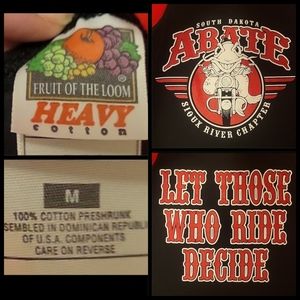 FRUIT OF THE LOOM
®
HEAVY
cotton
SOUTH DAKOTA
ABATE
SIOUX RIVER CHAPTER
M
100% COTTON PRESHRUNK
SEMBLED IN DOMINICAN REPUBL
OF U.S.A. COMPONENTS
CARE ON REVERSE
LET THOSE
WHO RIDE
DECIDE